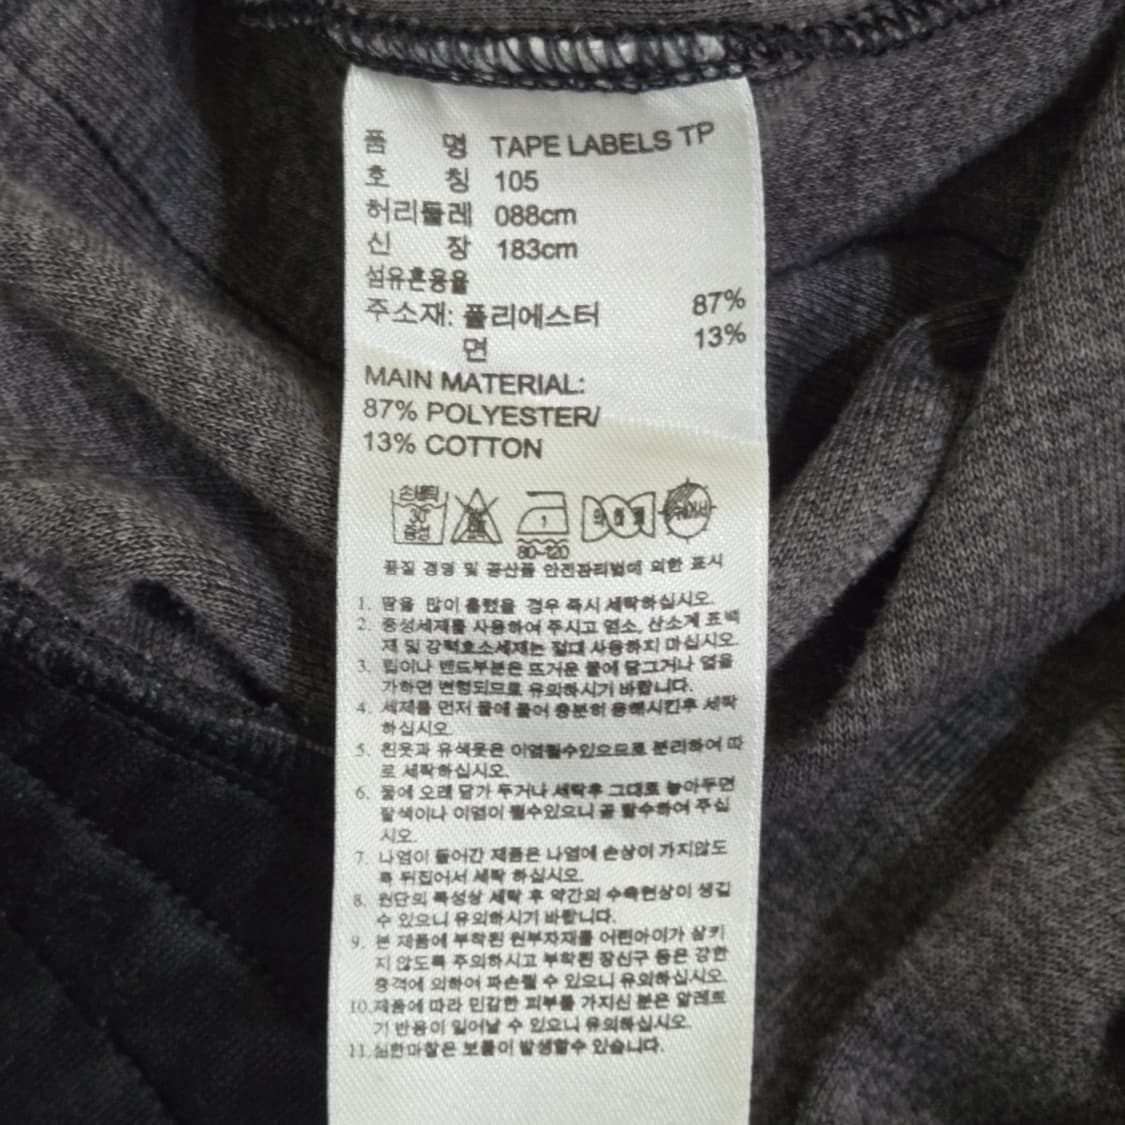 품 명 TAPE LABELS TP
호 칭 105
허리둘레 088cm
신 장 183cm
섬유혼용율
주소재: 폴리에스터 87%
면 13%
MAIN MATERIAL:
87% POLYESTER/
13% COTTON
손세탁
30°
중성
1
80~120
품질 경영 및 공산품 안전관리법에 의한 표시
1. 땀을 많이 흘렸을 경우 즉시 세탁하십시오.
2. 중성세제를 사용하여 주시고 염소, 산소계 표백
제 및 강력효소세제는 절대 사용하지 마십시오.
3. 립이나 밴드부분은 뜨거운 물에 담그거나 열을
가하면 변형되므로 유의하시기 바랍니다.
4. 세제를 먼저 물에 풀어 충분히 용해시킨후 세탁
하십시오.
5. 흰옷과 유색옷은 이염될수있으므로 분리하여 따
로 세탁하십시오.
6. 물에 오래 담가 두거나 세탁후 그대로 놓아두면
탈색이나 이염이 될수있으니 곧 탈수하여 주십
시오.
7. 나염이 들어간 제품은 나염에 손상이 가지않도
록 뒤집어서 세탁 하십시오.
8. 원단의 특성상 세탁 후 약간의 수축현상이 생길
수 있으니 유의하시기 바랍니다.
9. 본 제품에 부착된 원부자재를 어린아이가 삼키
지 않도록 주의하시고 부착된 장신구 등은 강한
충격에 의하여 파손될 수 있으니 유의하십시오.
10.제품에 따라 민감한 피부를 가지신 분은 알레르
기 반응이 일어날 수 있으니 유의하십시오.
11.심한마찰은 보풀이 발생할수 있습니다.